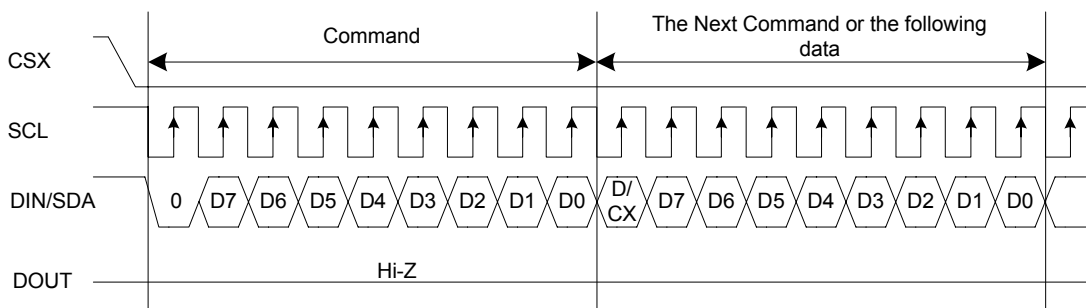 Command
The Next Command or the following
data
CSX
SCL
DIN/SDA
0 D7 D6 D5 D4 D3 D2 D1 D0 D/CX D7 D6 D5 D4 D3 D2 D1 D0
DOUT
Hi-Z